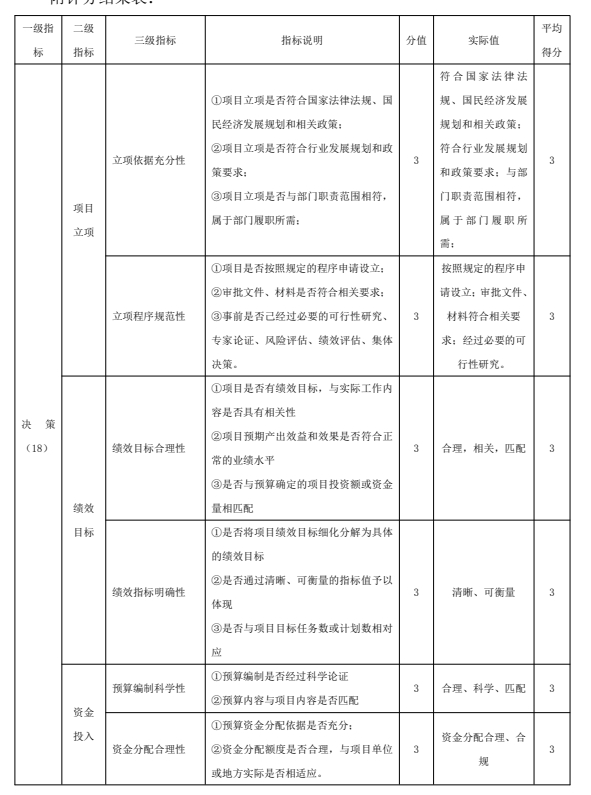 附评分结果表：
一级指标 二级指标 三级指标 指标说明 分值 实际值 平均得分
决 策
（18）
项目
立项
立项依据充分性
①项目立项是否符合国家法律法规、国
民经济发展规划和相关政策；
②项目立项是否符合行业发展规划和政
策要求；
③项目立项是否与部门职责范围相符，
属于部门履职所需；
3
符合国家法律法
规、国民经济发展
规划和相关政策；
符合行业发展规划
和政策要求；与部
门职责范围相符，
属于部门履职所
需；
3
立项程序规范性
①项目是否按照规定的程序申请设立；
②审批文件、材料是否符合相关要求；
③事前是否己经过必要的可行性研究、
专家论证、风险评估、绩效评估、集体
决策。
3
按照规定的程序申
请设立；审批文件、
材料符合相关要
求；经过必要的可
行性研究。
3
绩效
目标
绩效目标合理性
①项目是否有绩效目标，与实际工作内
容是否具有相关性
②项目预期产出效益和效果是否符合正
常的业绩水平
③是否与预算确定的项目投资额或资金
量相匹配
3
合理，相关，匹配
3
绩效指标明确性
①是否将项目绩效目标细化分解为具体
的绩效目标
②是否通过清晰、可衡量的指标值予以
体现
③是否与项目目标任务数或计划数相对
应
3
清晰、可衡量
3
资金
投入
预算编制科学性
①预算编制是否经过科学论证
②预算内容与项目内容是否匹配
3
合理、科学、匹配
3
资金分配合理性
①预算资金分配依据是否充分；
②资金分配额度是否合理，与项目单位
或地方实际是否相适应。
3
资金分配合理、合
规
3